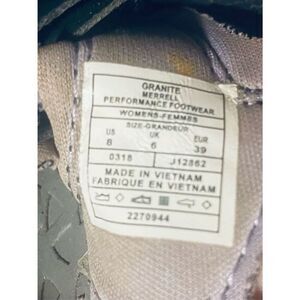 GRANITE
MERRELL
PERFORMANCE FOOTWEAR
WOMENS-FEMMES
SIZE-GRANDEUR
US UK EUR
8 6 39
0318 J12862
MADE IN VIETNAM
FABRIQUE EN VIETNAM
2270944